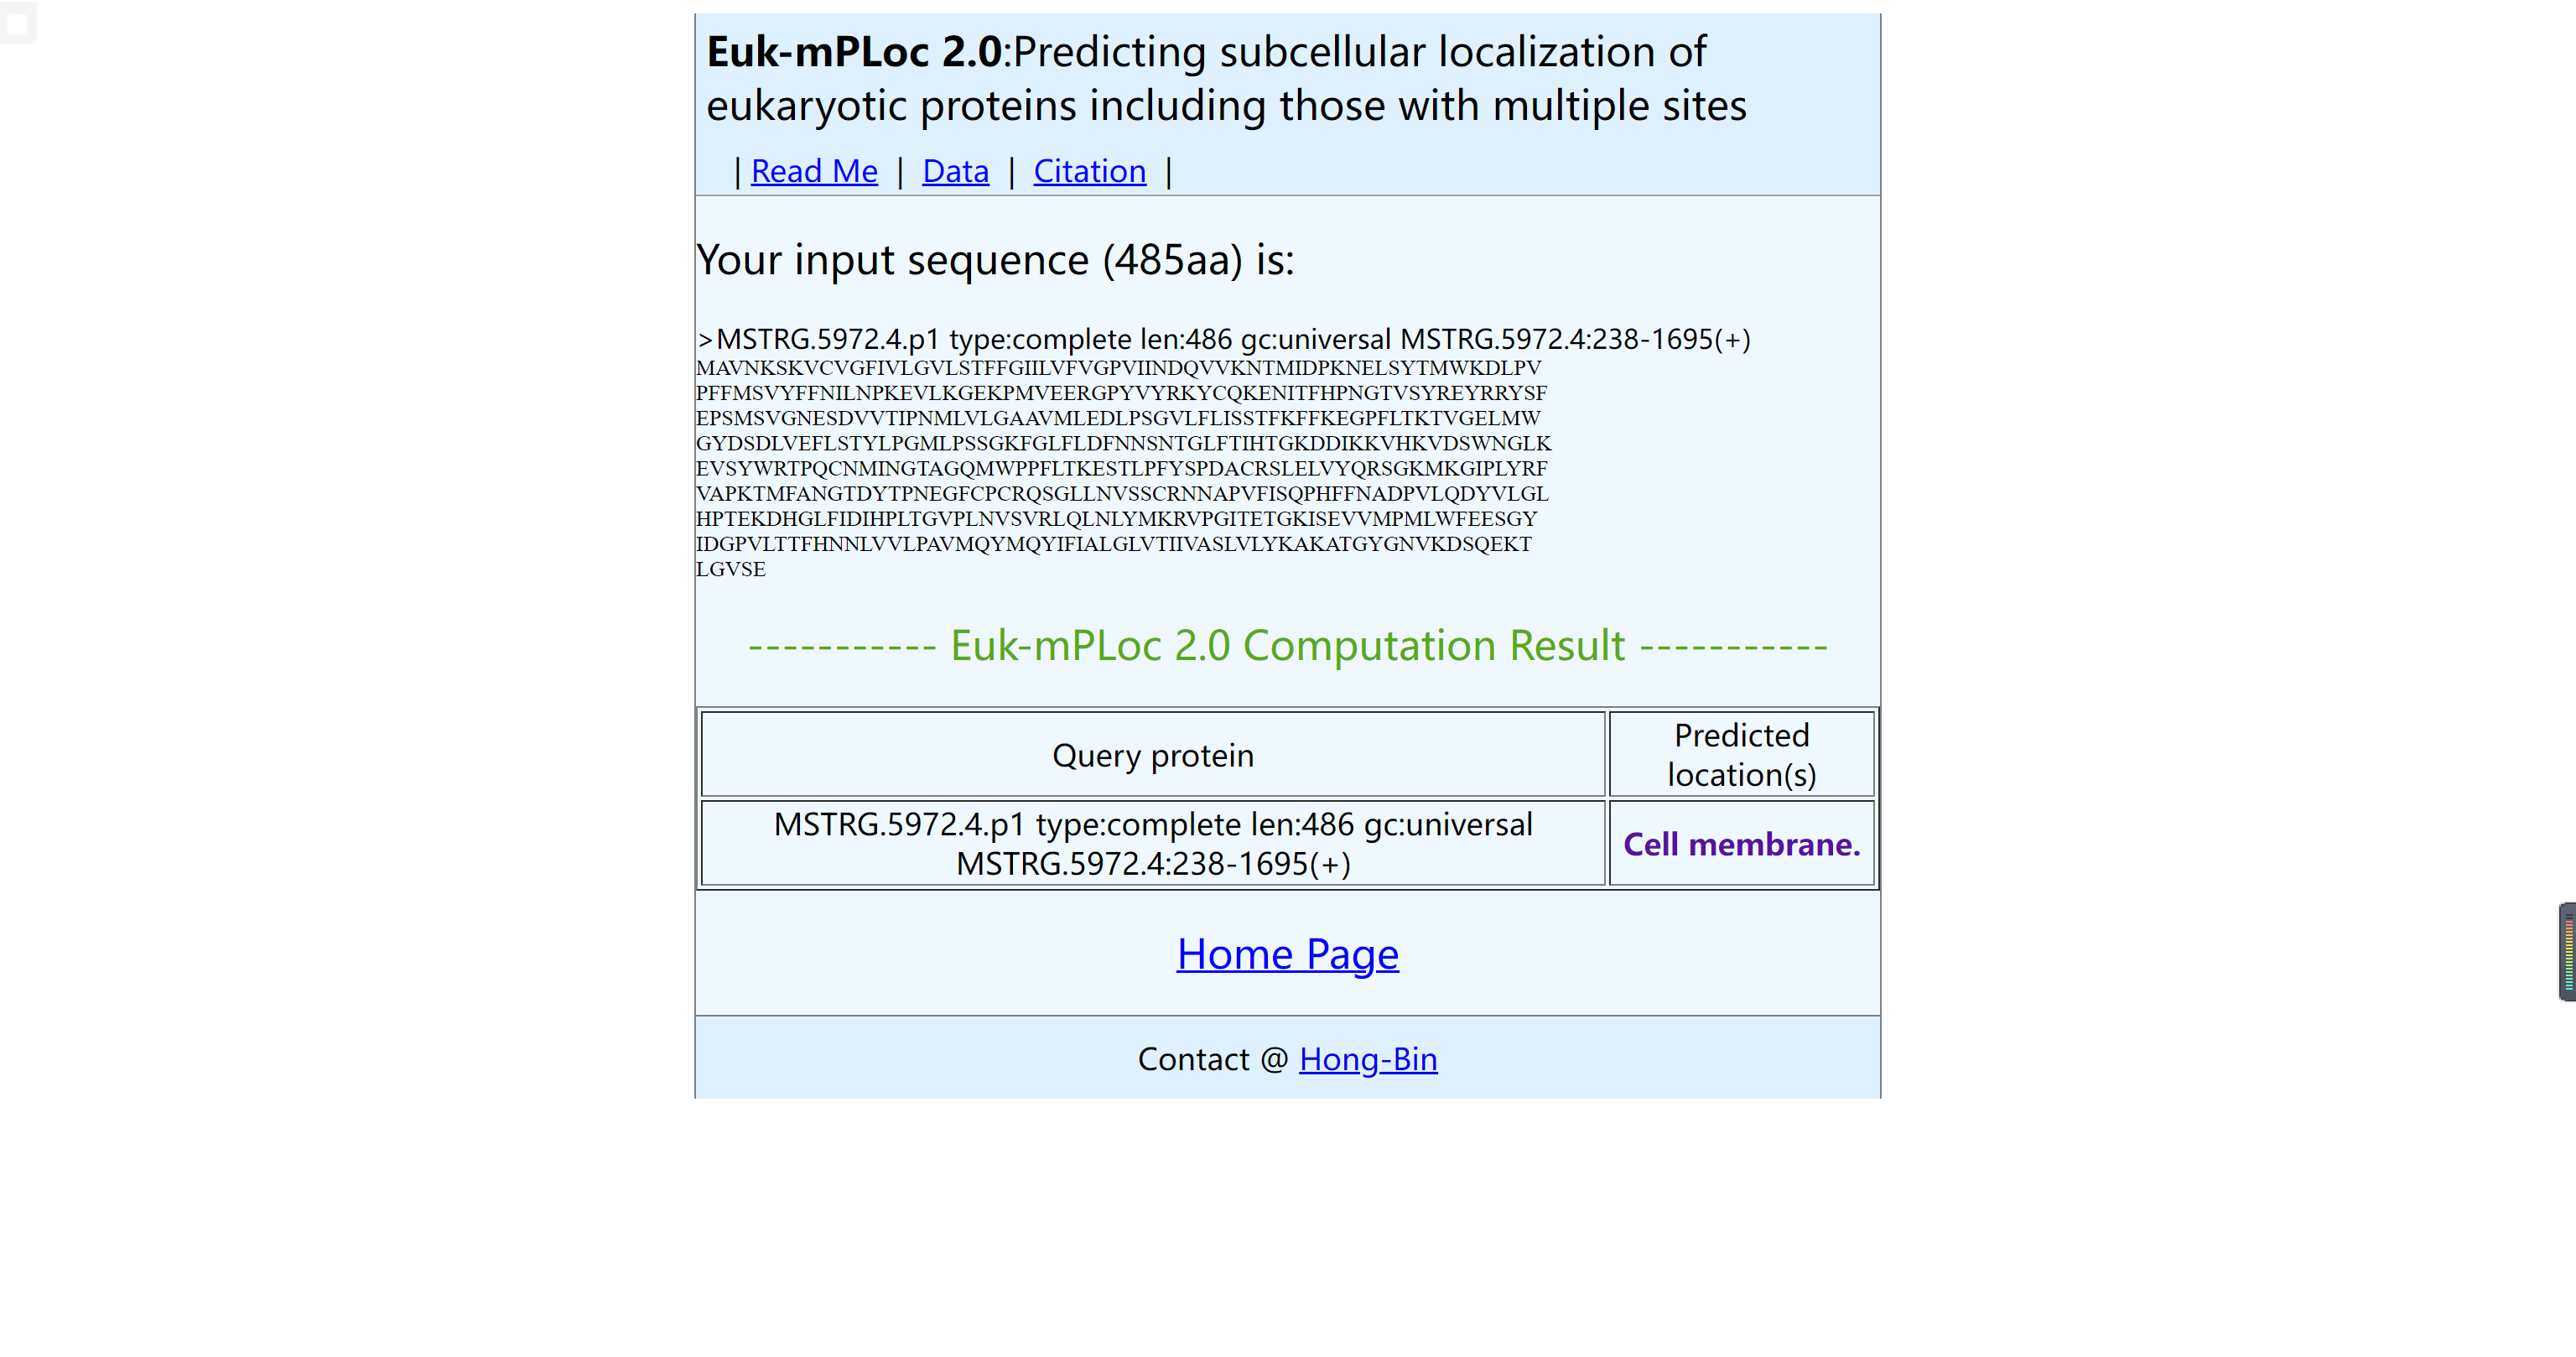 Euk-mPLoc 2.0:Predicting subcellular localization of
eukaryotic proteins including those with multiple sites
| Read Me | Data | Citation |
Your input sequence (485aa) is:
>MSTRG.5972.4.p1 type:complete len:486 gc:universal MSTRG.5972.4:238-1695(+)
MAVNKSKVCVGFIVLGVLSTFFGIILVFVGPVIINDQVVKNTMIDPKNELSYTMWKDLPV
PFFMSVYFFNILNPKEVLKGEKPMVEERGPYVYRKYCQKENITFHPNGTVSYREYRRYSF
EPSMSVGNESDVVTIPNMLVLGAAVMLEDLPSGVLFLISSTFKFFKEGPFLTKTVGELMW
GYDSDLVEFLSTYLPGMLPSSGKFGLFLDFNNSNTGLFTIHTGKDDIKKVHKVDSWNGLK
EVSYWRTPQCNMINGTAGQMWPPFLTKESTLPFYSPDACRSLELVYQRSGKMKGIPLYRF
VAPKTMFANGTDYTPNEGFCPCRQSGLLNVSSCRNNAPVFISQPHFFNADPVLQDYVLGL
HPTEKDHGLFIDIHPLTGVPLNVSVRLQLNLYMKRVPGITETGKISEVVMPMLWFEESGY
IDGPVLTTFHNNLVVLPAVMQYMQYIFIALGLVTIIVASLVLYKAKATGYGNVKDSQEKT
LGVSE
----------- Euk-mPLoc 2.0 Computation Result -----------
Query protein
Predicted
location(s)
MSTRG.5972.4.p1 type:complete len:486 gc:universal
MSTRG.5972.4:238-1695(+)
Cell membrane.
Home Page
Contact @ Hong-Bin